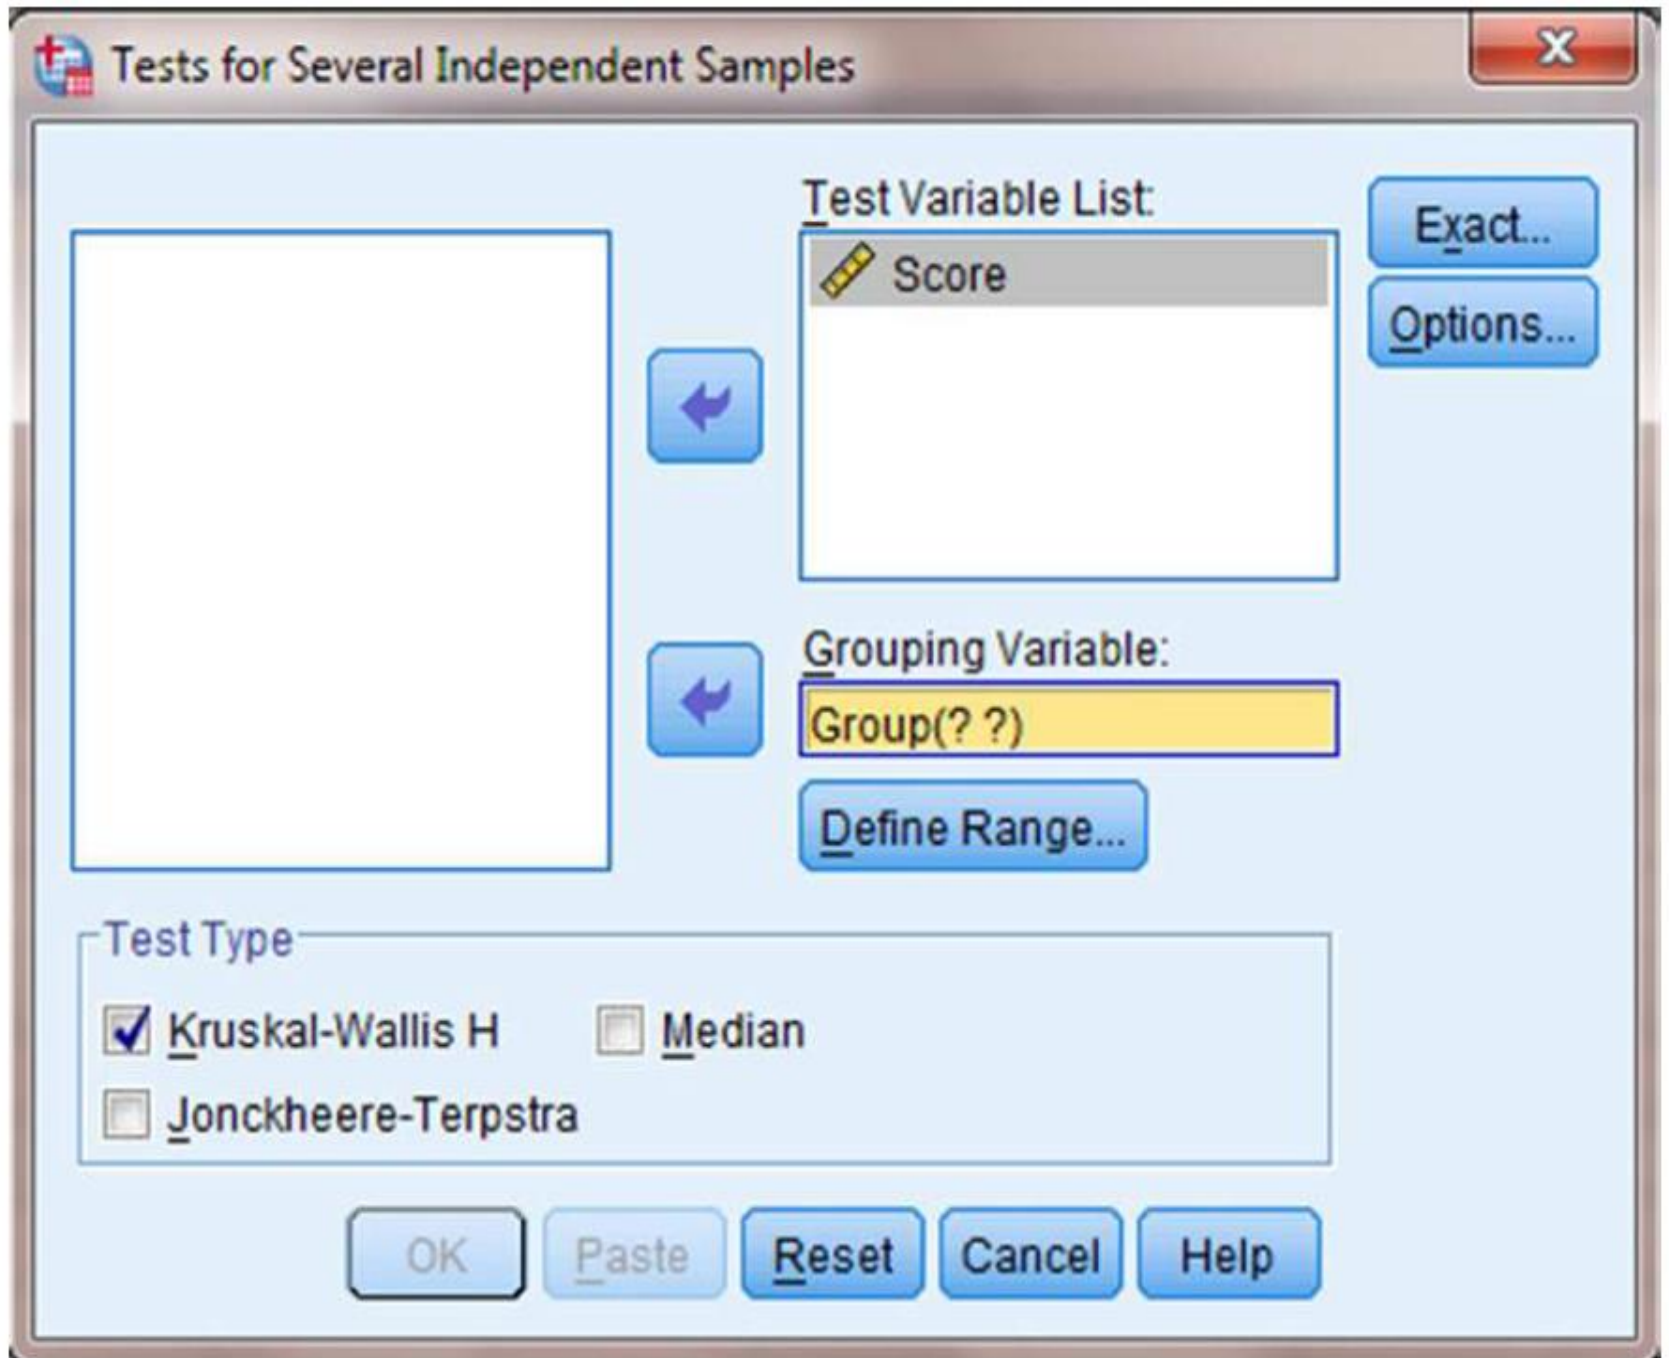 Tests for Several Independent Samples
Test Variable List:
Score
Exact...
Options...
Grouping Variable:
Group(? ?)
Define Range...
Test Type
Kruskal-Wallis H
Median
Jonckheere-Terpstra
OK
Paste
Reset
Cancel
Help